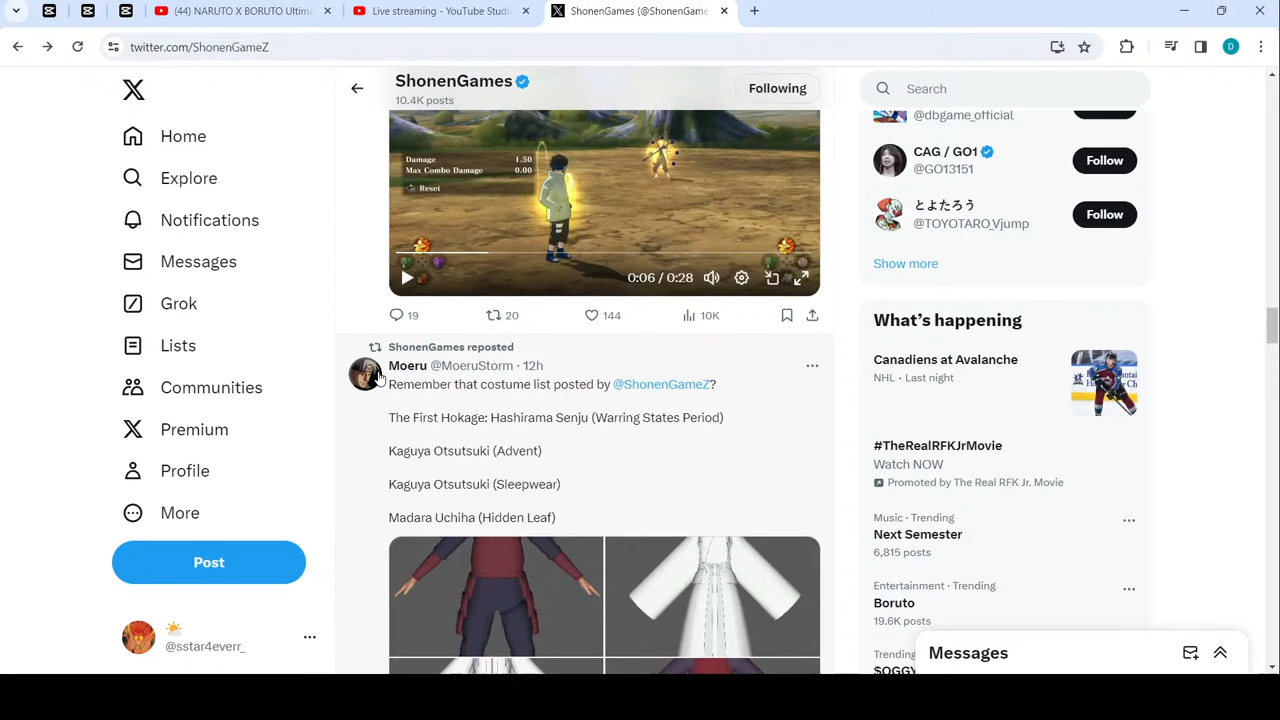 (44) NARUTO X BORUTO Ultima
Live streaming - YouTube Studi
ShonenGames (@ShonenGame
twitter.com/ShonenGameZ
D
Home
Explore
Notifications
Messages
Grok
Lists
Communities
Premium
Profile
More
Post
@sstar4everr_
ShonenGames
10.4K posts
Following
Damage 1.50
Max Combo Damage 0.00
Reset
0:06 / 0:28
19
20
144
10K
ShonenGames reposted
Moeru @MoeruStorm · 12h
Remember that costume list posted by @ShonenGameZ?
The First Hokage: Hashirama Senju (Warring States Period)
Kaguya Otsutsuki (Advent)
Kaguya Otsutsuki (Sleepwear)
Madara Uchiha (Hidden Leaf)
Search
@dbgame_official
CAG / GO1
@GO13151
Follow
とよたろう
@TOYOTARO_Vjump
Follow
Show more
What's happening
Canadiens at Avalanche
NHL · Last night
#TheRealRFKJrMovie
Watch NOW
Promoted by The Real RFK Jr. Movie
Music · Trending
Next Semester
6,815 posts
Entertainment · Trending
Boruto
19.6K posts
Trending
Messages